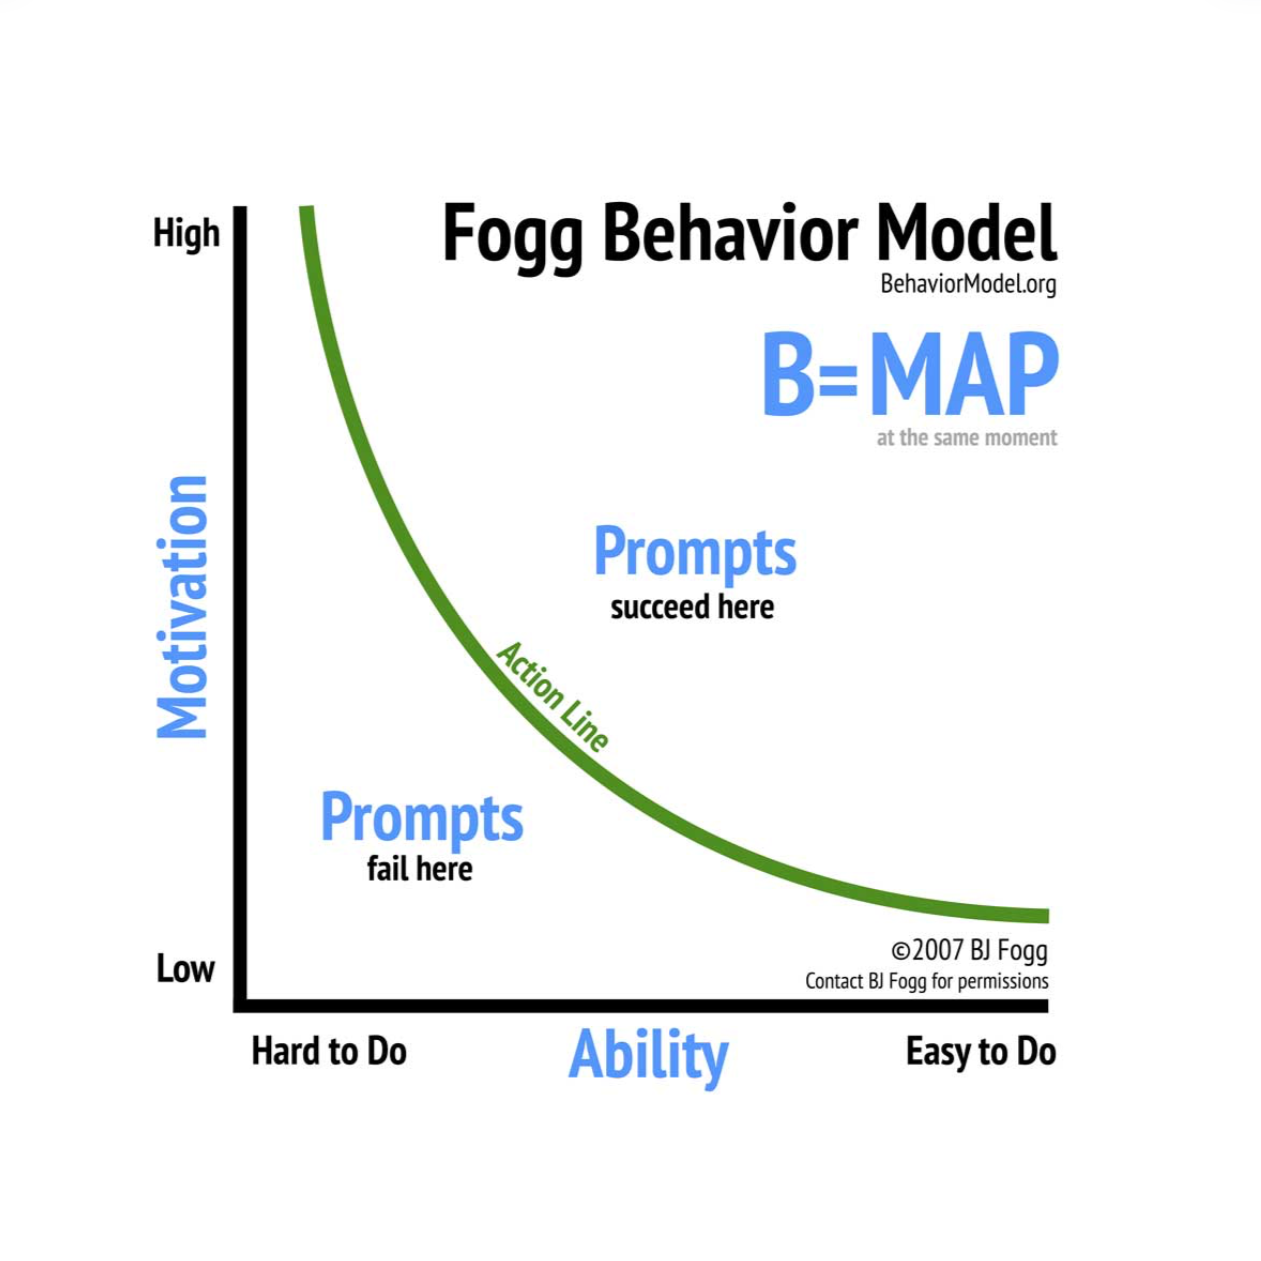 Fogg Behavior Model
BehaviorModel.org
B=MAP
at the same moment
High
Motivation
Low
Prompts
succeed here
Action Line
Prompts
fail here
©2007 BJ Fogg
Contact BJ Fogg for permissions
Hard to Do
Ability
Easy to Do